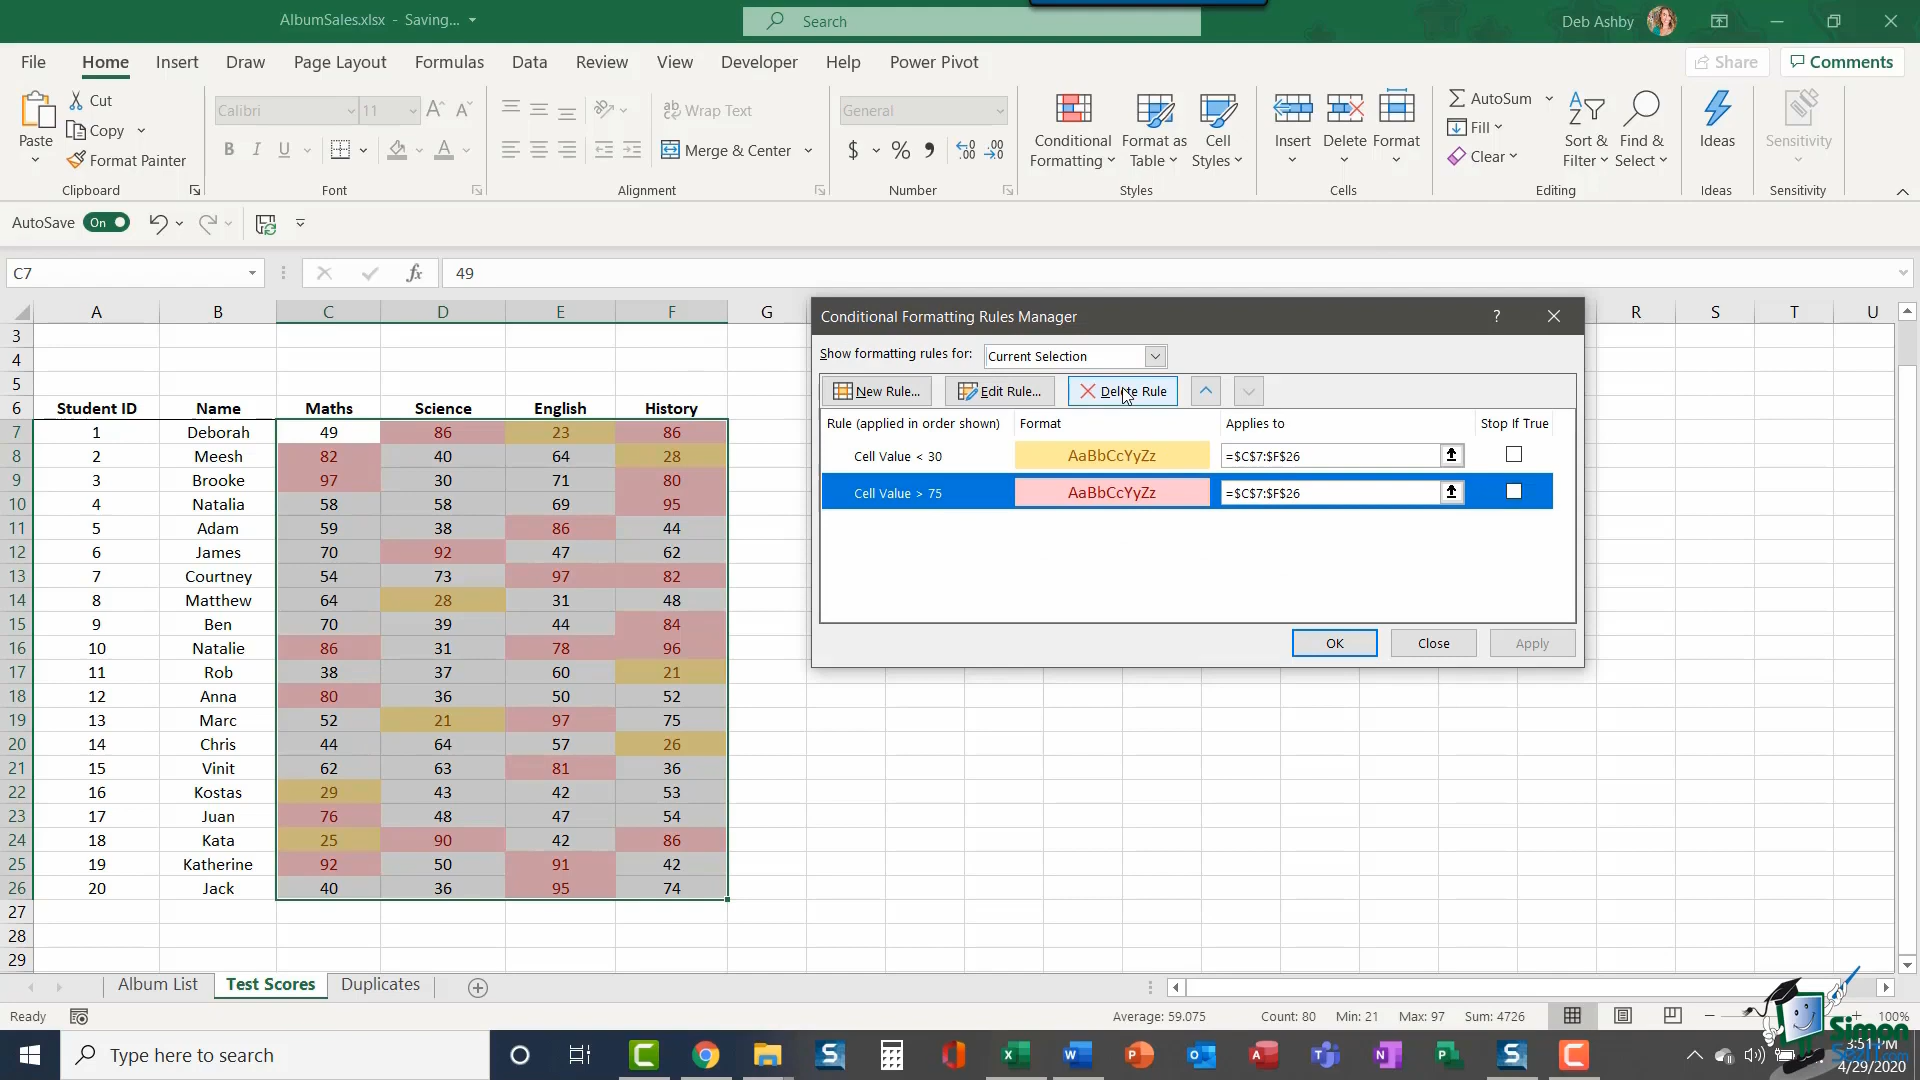 AlbumSales.xlsx - Saving...
Search
Deb Ashby
File Home Insert Draw Page Layout Formulas Data Review View Developer Help Power Pivot Share Comments
Paste Cut Copy Format Painter
Clipboard
Calibri 11
B I U A
Font
Wrap Text
Merge & Center
Alignment
General
$ %
Number
Conditional Formatting
Format as Table
Cell Styles
Styles
Insert Delete Format
Cells
AutoSum
Fill
Clear
Sort & Filter
Find & Select
Editing
Ideas
Ideas
Sensitivity
Sensitivity
AutoSave On
C7 fx 49
A B C D E F G R S T U
3
4
5
6 Student ID Name Maths Science English History
7 1 Deborah 49 86 23 86
8 2 Meesh 82 40 64 28
9 3 Brooke 97 30 71 80
10 4 Natalia 58 58 69 95
11 5 Adam 59 38 86 44
12 6 James 70 92 47 62
13 7 Courtney 54 73 97 82
14 8 Matthew 64 28 31 48
15 9 Ben 70 39 44 84
16 10 Natalie 86 31 78 96
17 11 Rob 38 37 60 21
18 12 Anna 80 36 50 52
19 13 Marc 52 21 97 75
20 14 Chris 44 64 57 26
21 15 Vinit 62 63 81 36
22 16 Kostas 29 43 42 53
23 17 Juan 76 48 47 54
24 18 Kata 25 90 42 86
25 19 Katherine 92 50 91 42
26 20 Jack 40 36 95 74
27
28
29
Conditional Formatting Rules Manager ?
Show formatting rules for: Current Selection
New Rule... Edit Rule... Delete Rule
Rule (applied in order shown) Format Applies to Stop If True
Cell Value < 30 AaBbCcYyZz =$C$7:$F$26
Cell Value > 75 AaBbCcYyZz =$C$7:$F$26
OK Close Apply
Album List Test Scores Duplicates
Ready Average: 59.075 Count: 80 Min: 21 Max: 97 Sum: 4726 100%
Type here to search
3:51 PM
4/29/2020